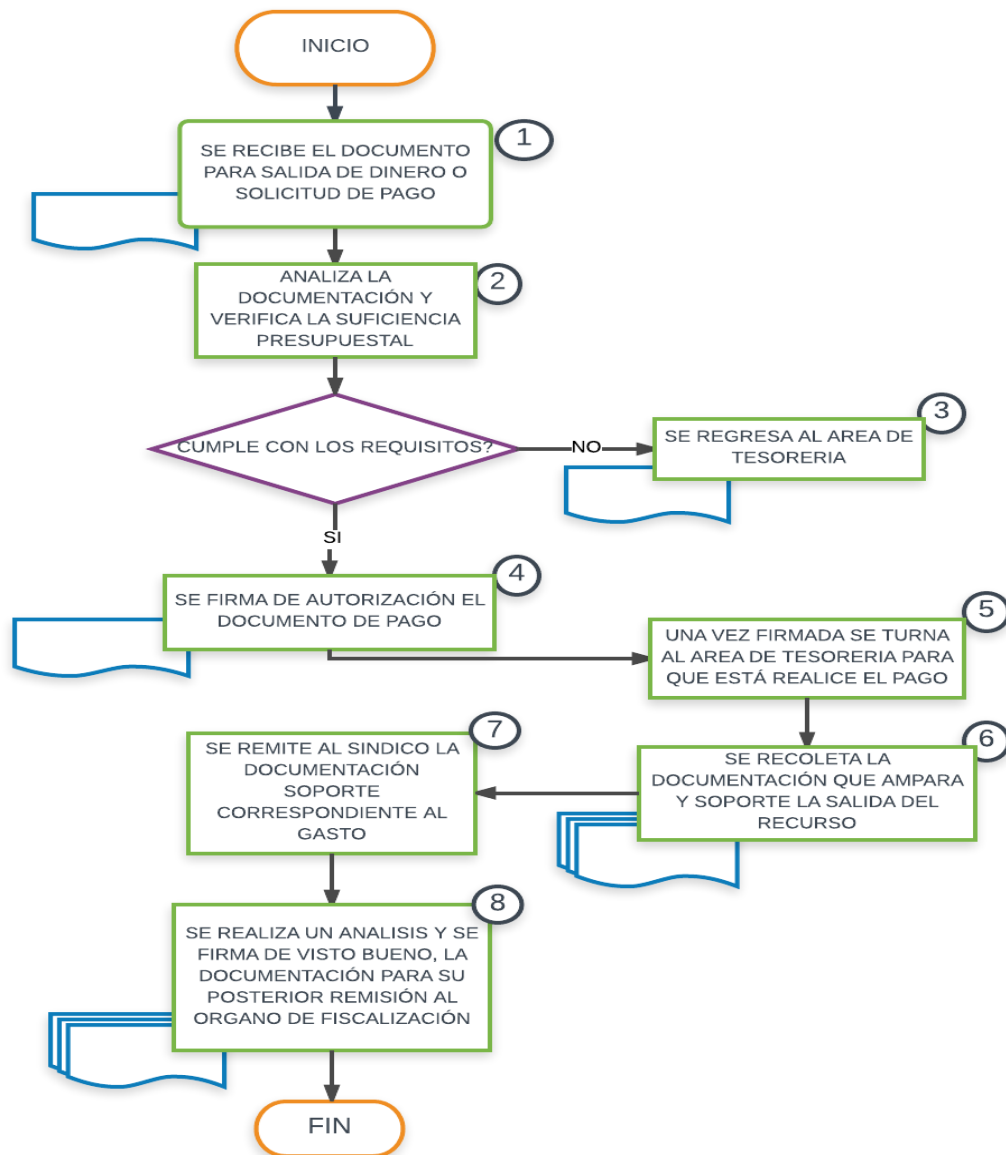 INICIO
1
SE RECIBE EL DOCUMENTO
PARA SALIDA DE DINERO O
SOLICITUD DE PAGO
2
ANALIZA LA
DOCUMENTACIÓN Y
VERIFICA LA SUFICIENCIA
PRESUPUESTAL
CUMPLE CON LOS REQUISITOS?
NO
3
SE REGRESA AL AREA DE
TESORERIA
SI
4
SE FIRMA DE AUTORIZACIÓN EL
DOCUMENTO DE PAGO
5
UNA VEZ FIRMADA SE TURNA
AL AREA DE TESORERIA PARA
QUE ESTÁ REALICE EL PAGO
6
SE RECOLETA LA
DOCUMENTACIÓN QUE AMPARA
Y SOPORTE LA SALIDA DEL
RECURSO
7
SE REMITE AL SINDICO LA
DOCUMENTACIÓN
SOPORTE
CORRESPONDIENTE AL
GASTO
8
SE REALIZA UN ANALISIS Y SE
FIRMA DE VISTO BUENO, LA
DOCUMENTACIÓN PARA SU
POSTERIOR REMISIÓN AL
ORGANO DE FISCALIZACIÓN
FIN